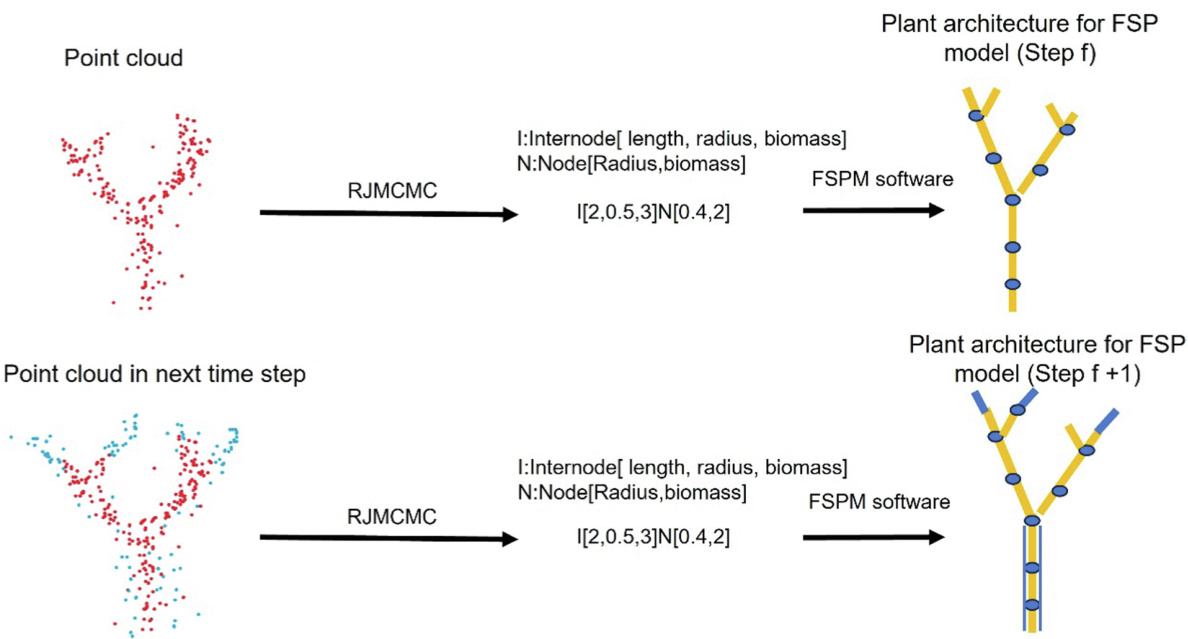 Point cloud
RJMCMC
I:Internode[ length, radius, biomass]
N:Node[Radius,biomass]
I[2,0.5,3]N[0.4,2]
FSPM software
Plant architecture for FSP
model (Step f)
Point cloud in next time step
RJMCMC
I:Internode[ length, radius, biomass]
N:Node[Radius,biomass]
I[2,0.5,3]N[0.4,2]
FSPM software
Plant architecture for FSP
model (Step f +1)